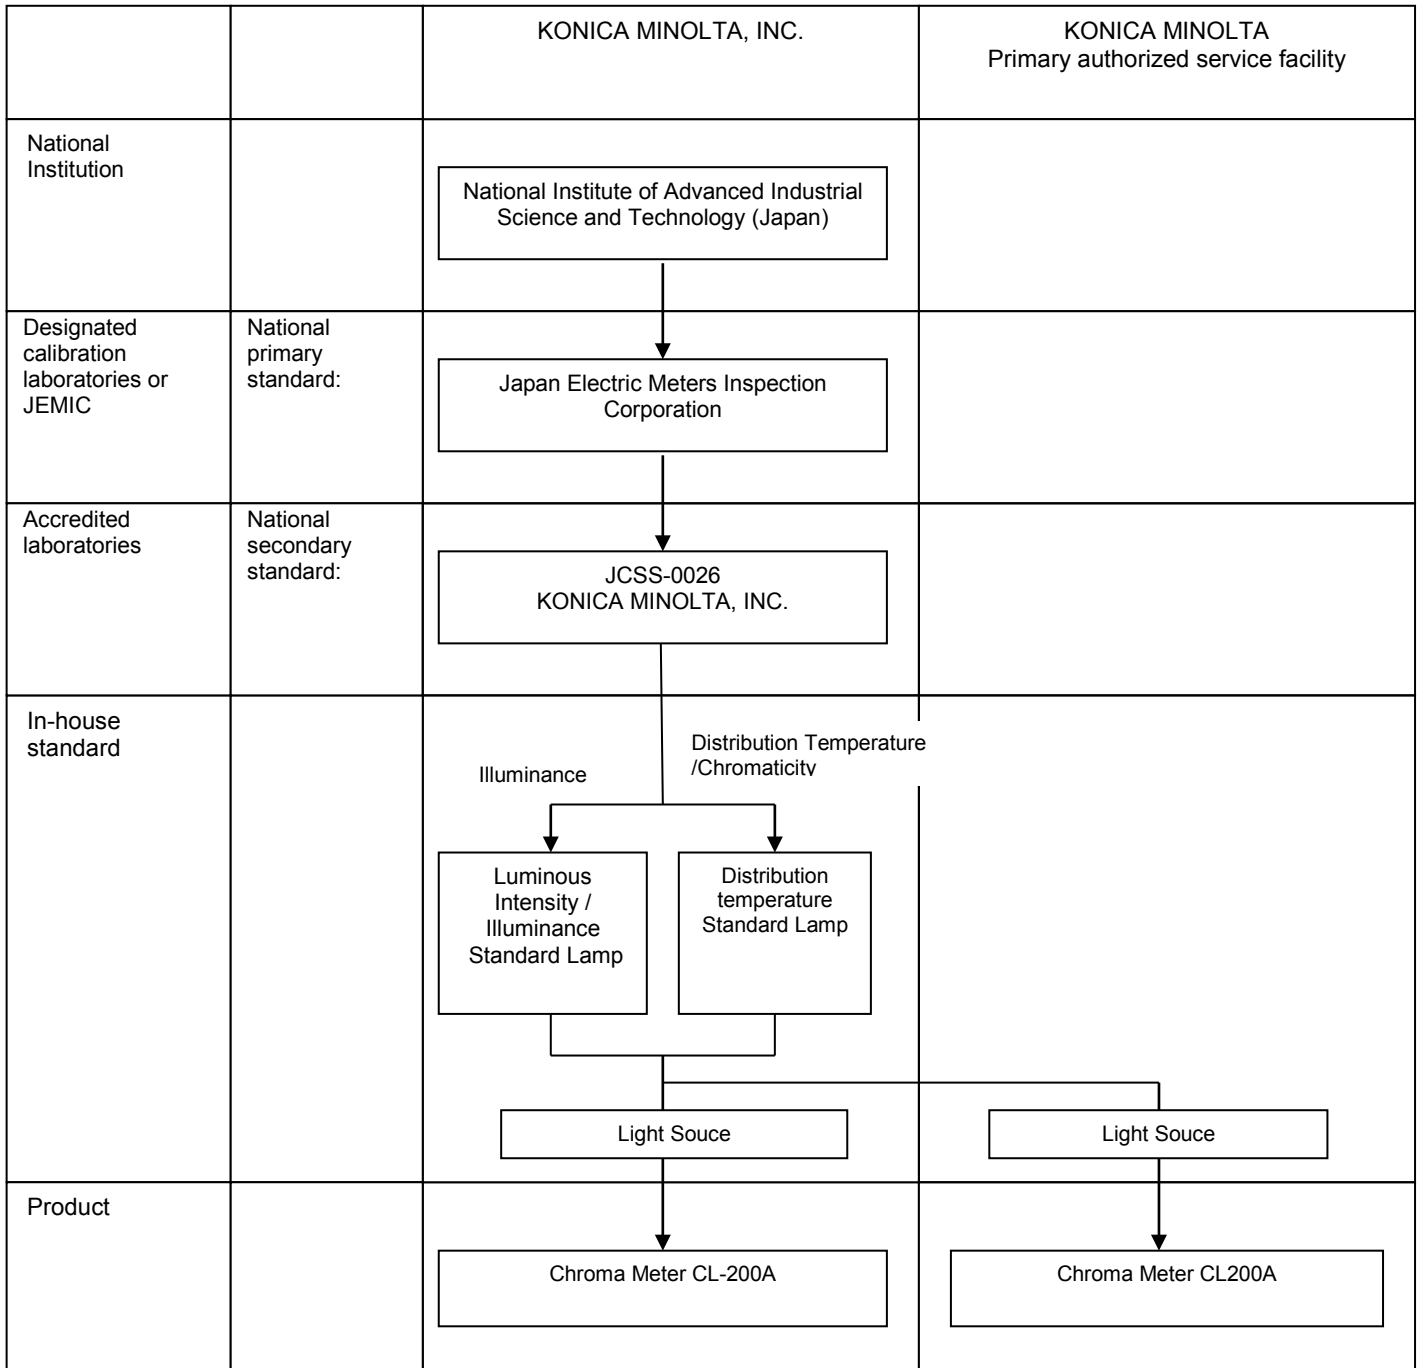 KONICA MINOLTA, INC.
KONICA MINOLTA
Primary authorized service facility
National
Institution
National Institute of Advanced Industrial
Science and Technology (Japan)
Designated
calibration
laboratories or
JEMIC
National
primary
standard:
Japan Electric Meters Inspection
Corporation
Accredited
laboratories
National
secondary
standard:
JCSS-0026
KONICA MINOLTA, INC.
In-house
standard
Illuminance
Distribution Temperature
/Chromaticity
Luminous
Intensity /
Illuminance
Standard Lamp
Distribution
temperature
Standard Lamp
Light Souce
Light Souce
Product
Chroma Meter CL-200A
Chroma Meter CL200A